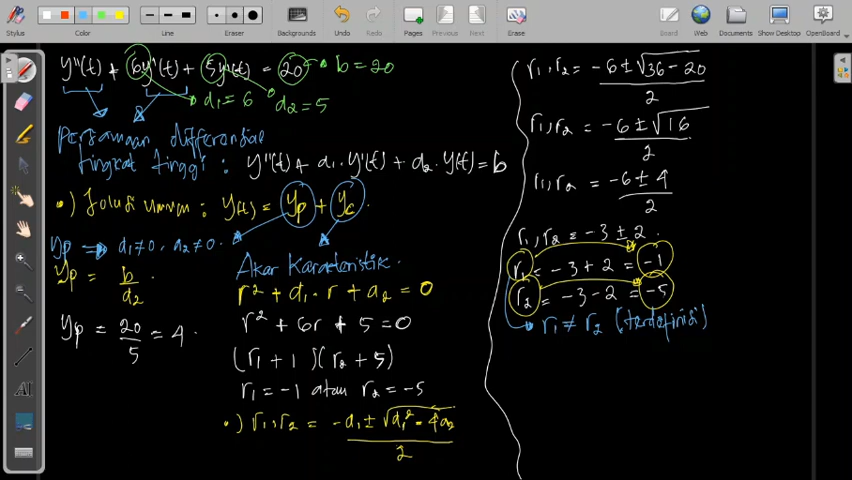 Stylus
Colors
Lines
Eraser
Backgrounds
Undo
Redo
Pages
Previous
Next
Erase
Web
Documents
Show Desktop
OpenBoard
y"(t) + 6y'(t) + 5y(t) = 20 → b = 20
a₁ = 6 a₂ = 5
Persamaan differensial
tingkat tinggi : y"(t) + a₁ . y'(t) + a₂ . y(t) = b
•) Solusi umum : y(t) = yp + yc .
yp → a₁≠0 , a₂≠0 .
yp = b/a₂ .
yp = 20/5 = 4 .
Akar Karakteristik .
r² + a₁ . r + a₂ = 0
r² + 6r + 5 = 0
(r₁ + 1)(r₂ + 5)
r₁ = -1 atau r₂ = -5
•) r₁,r₂ = -a₁ ± √a₁² - 4a₂ / 2
r₁,r₂ = -6 ± √36 - 20 / 2
r₁,r₂ = -6 ± √16 / 2
r₁,r₂ = -6 ± 4 / 2
r₁,r₂ = -3 ± 2 .
r₁ = -3 + 2 = -1
r₂ = -3 - 2 = -5
→ r₁ ≠ r₂ (terdefinisi)